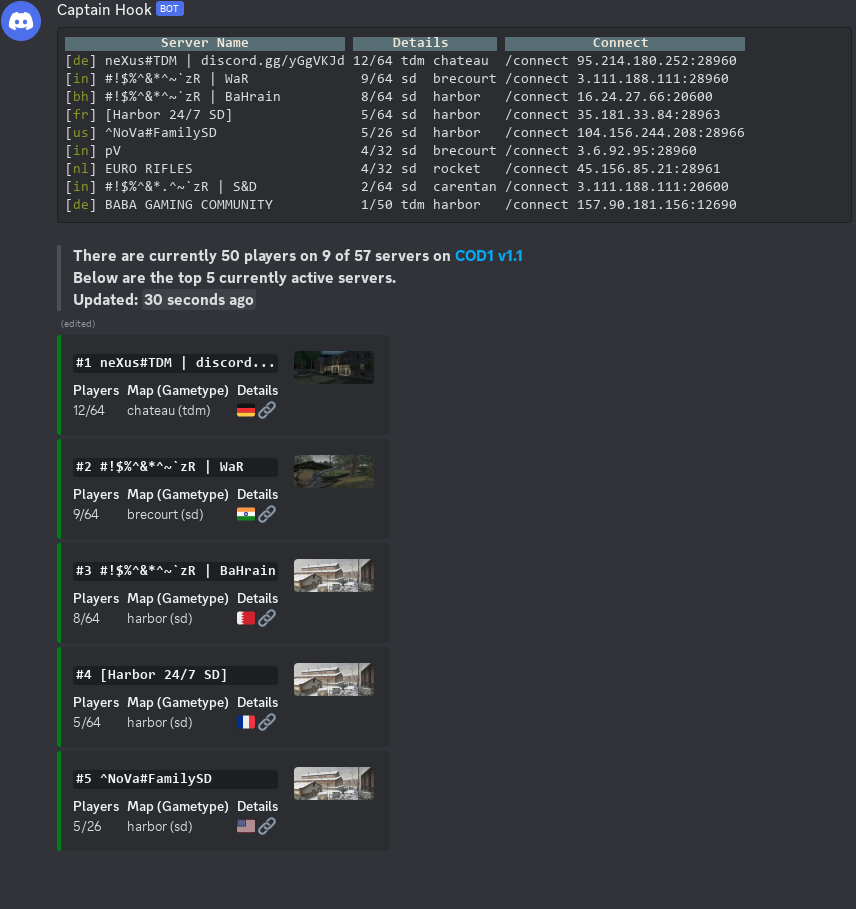 Captain Hook BOT
Server Name Details Connect
[de] neXus#TDM | discord.gg/yGgVKJd 12/64 tdm chateau /connect 95.214.180.252:28960
[in] #!$%^&*^~`zR | WaR 9/64 sd brecourt /connect 3.111.188.111:28960
[bh] #!$%^&*^~`zR | BaHrain 8/64 sd harbor /connect 16.24.27.66:20600
[fr] [Harbor 24/7 SD] 5/64 sd harbor /connect 35.181.33.84:28963
[us] ^NoVa#FamilySD 5/26 sd harbor /connect 104.156.244.208:28966
[in] pV 4/32 sd brecourt /connect 3.6.92.95:28960
[nl] EURO RIFLES 4/32 sd rocket /connect 45.156.85.21:28961
[in] #!$%^&*.^~`zR | S&D 2/64 sd carentan /connect 3.111.188.111:20600
[de] BABA GAMING COMMUNITY 1/50 tdm harbor /connect 157.90.181.156:12690
There are currently 50 players on 9 of 57 servers on COD1 v1.1
Below are the top 5 currently active servers.
Updated: 30 seconds ago
(edited)
#1 neXus#TDM | discord...
Players Map (Gametype) Details
12/64 chateau (tdm)
#2 #!$%^&*^~`zR | WaR
Players Map (Gametype) Details
9/64 brecourt (sd)
#3 #!$%^&*^~`zR | BaHrain
Players Map (Gametype) Details
8/64 harbor (sd)
#4 [Harbor 24/7 SD]
Players Map (Gametype) Details
5/64 harbor (sd)
#5 ^NoVa#FamilySD
Players Map (Gametype) Details
5/26 harbor (sd)